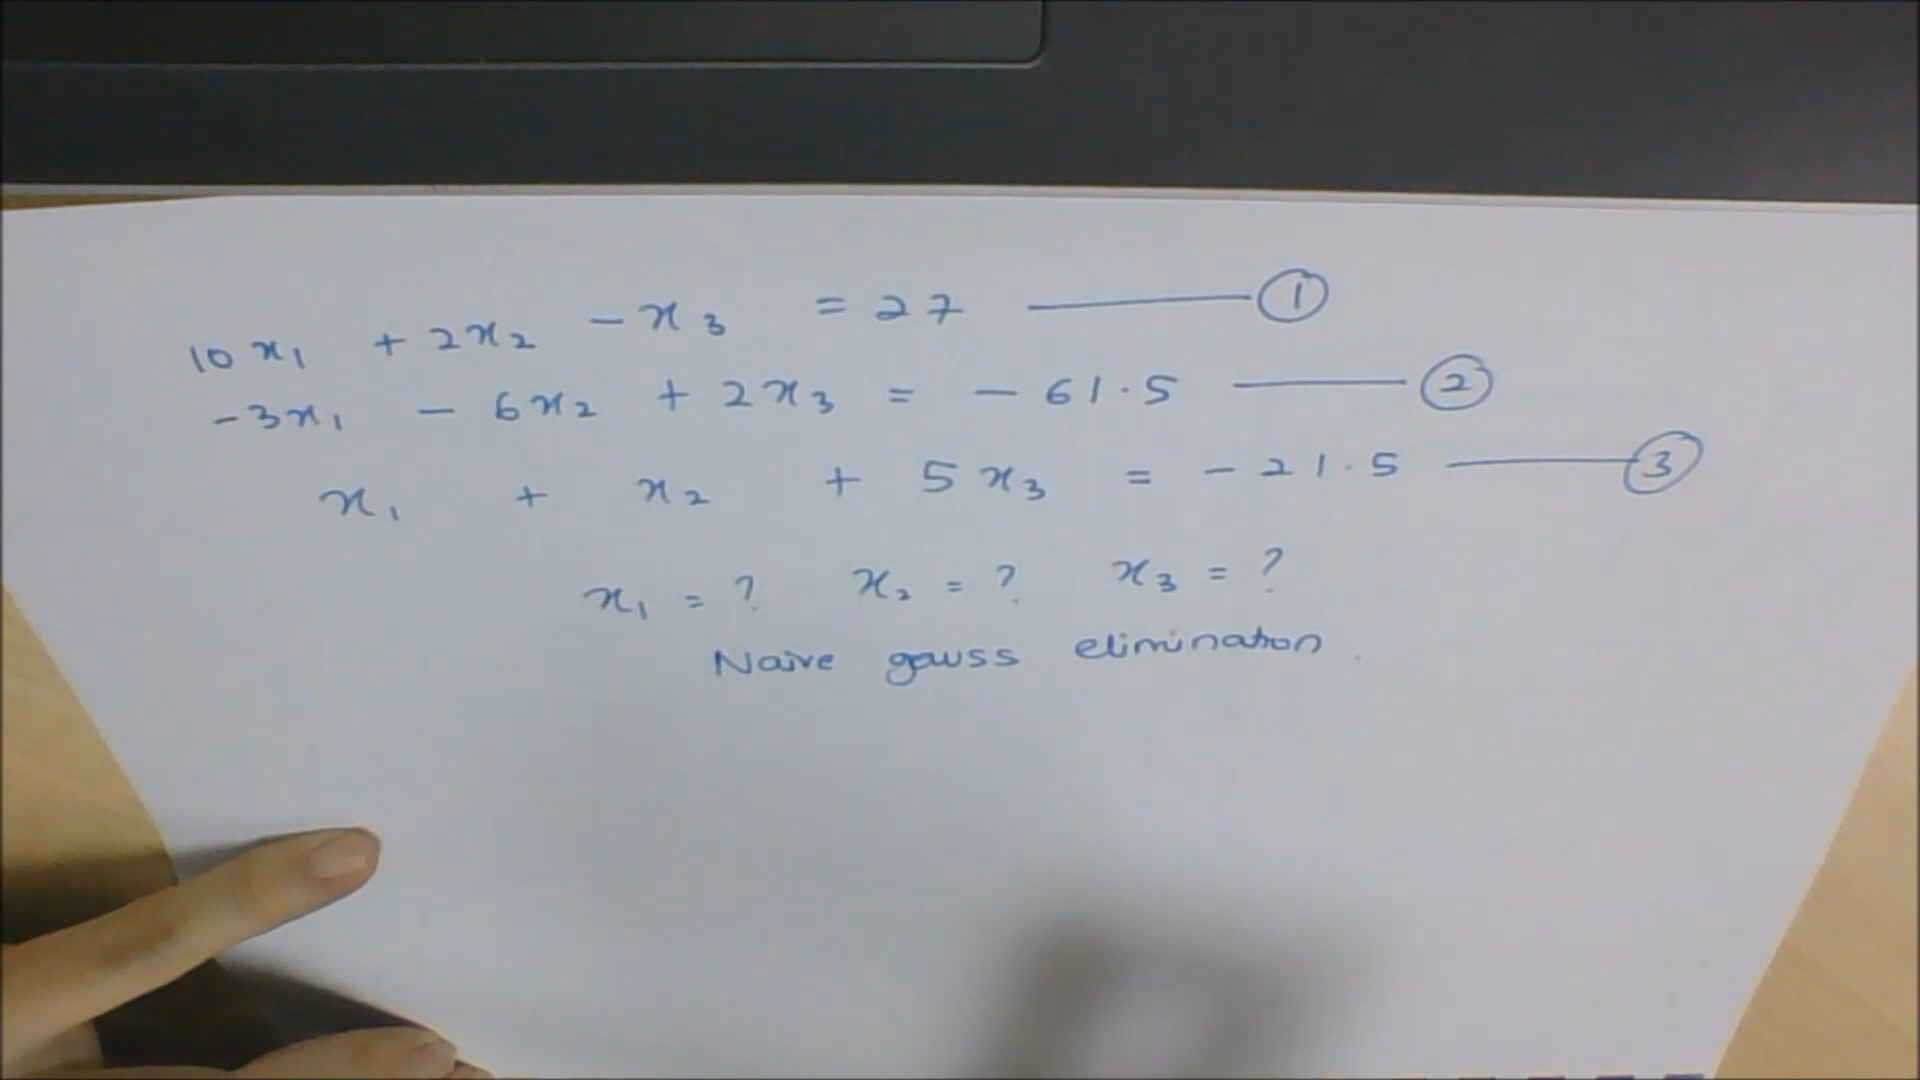 10x₁ + 2x₂ - x₃ = 27 ——— ①
-3x₁ - 6x₂ + 2x₃ = - 61.5 ——— ②
x₁ + x₂ + 5x₃ = - 21.5 ——— ③
x₁ = ? x₂ = ? x₃ = ?
Naive gauss elimination.